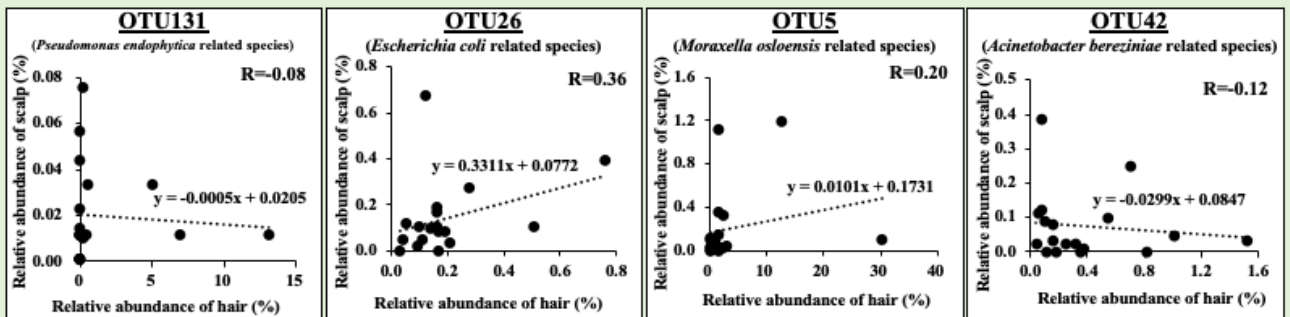 OTU131
(Pseudomonas endophytica related species)
R=-0.08
Relative abundance of scalp (%)
0.08
0.06
0.04
0.02
0.00
y = -0.0005x + 0.0205
0
5
10
15
Relative abundance of hair (%)
OTU26
(Escherichia coli related species)
R=0.36
Relative abundance of scalp (%)
0.8
0.6
0.4
0.2
0.0
y = 0.3311x + 0.0772
0.0
0.2
0.4
0.6
0.8
Relative abundance of hair (%)
OTU5
(Moraxella osloensis related species)
R=0.20
Relative abundance of scalp (%)
1.6
1.2
0.8
0.4
0.0
y = 0.0101x + 0.1731
0
10
20
30
40
Relative abundance of hair (%)
OTU42
(Acinetobacter bereziniae related species)
R=-0.12
Relative abundance of scalp (%)
0.5
0.4
0.3
0.2
0.1
0.0
y = -0.0299x + 0.0847
0.0
0.4
0.8
1.2
1.6
Relative abundance of hair (%)